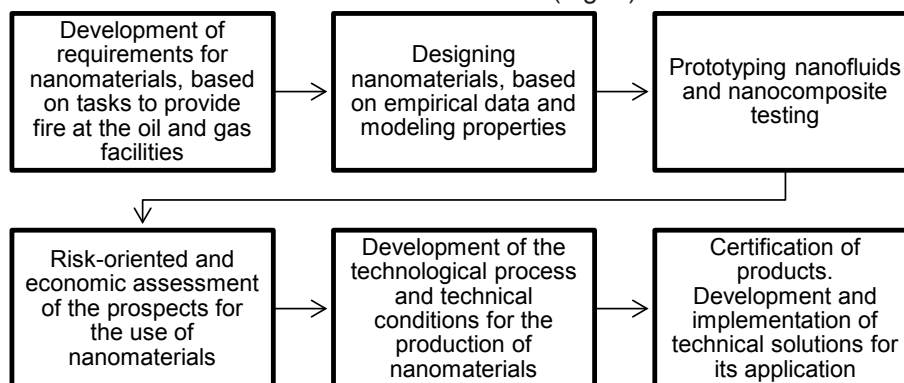 Development of
requirements for
nanomaterials, based
on tasks to provide
fire at the oil and gas
facilities
Designing
nanomaterials, based
on empirical data and
modeling properties
Prototyping nanofluids
and nanocomposite
testing
Risk-oriented and
economic assessment
of the prospects for
the use of
nanomaterials
Development of the
technological process
and technical
conditions for the
production of
nanomaterials
Certification of
products.
Development and
implementation of
technical solutions for
its application